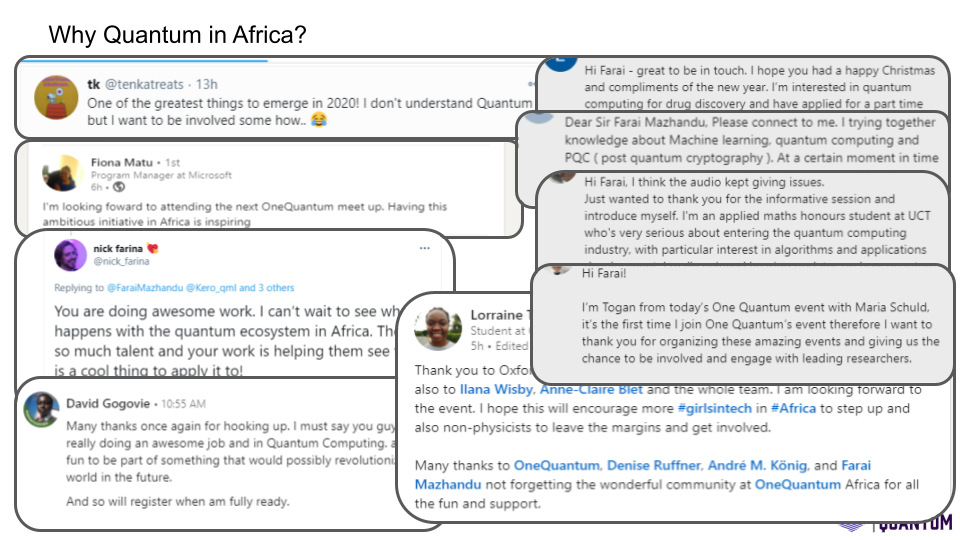 Why Quantum in Africa?
tk @tenkatreats · 13h
One of the greatest things to emerge in 2020! I don't understand Quantum
but I want to be involved some how.. 😂
Fiona Matu • 1st
Program Manager at Microsoft
6h •
I'm looking foward to attending the next OneQuantum meet up. Having this
ambitious initiative in Africa is inspiring
nick farina 💘
@nick_farina
Replying to @FaraiMazhandu @Kero_qml and 3 others
You are doing awesome work. I can't wait to see
happens with the quantum ecosystem in Africa.
so much talent and your work is helping them see
is a cool thing to apply it to!
David Gogovie • 10:55 AM
Many thanks once again for hooking up. I must say you
really doing an awesome job and in Quantum Computing,
fun to be part of something that would possibly
world in the future.
And so will register when am fully ready.
Hi Farai - great to be in touch. I hope you had a happy Christmas
and compliments of the new year. I'm interested in quantum
computing for drug discovery and have applied for a part time
Dear Sir Farai Mazhandu, Please connect to me. I trying together
knowledge about Machine learning, quantum computing and
PQC ( post quantum cryptography ). At a certain moment in time
Hi Farai, I think the audio kept giving issues.
Just wanted to thank you for the informative session and
introduce myself. I'm an applied maths honours student at UCT
who's very serious about entering the quantum computing
industry, with particular interest in algorithms and applications
Hi Farai!
I'm Togan from today's One Quantum event with Maria Schuld,
it's the first time I join One Quantum's event therefore I want to
thank you for organizing these amazing events and giving us the
chance to be involved and engage with leading researchers.
Lorraine
Student at
5h • Edited
Thank you to
also to Ilana Wisby, Anne-Claire Blet and the whole team. I am looking forward to
the event. I hope this will encourage more #girlsintech in #Africa to step up and
also non-physicists to leave the margins and get involved.
Many thanks to OneQuantum, Denise Ruffner, André M. König, and Farai
Mazhandu not forgetting the wonderful community at OneQuantum Africa for all
the fun and support.
QUANTUM